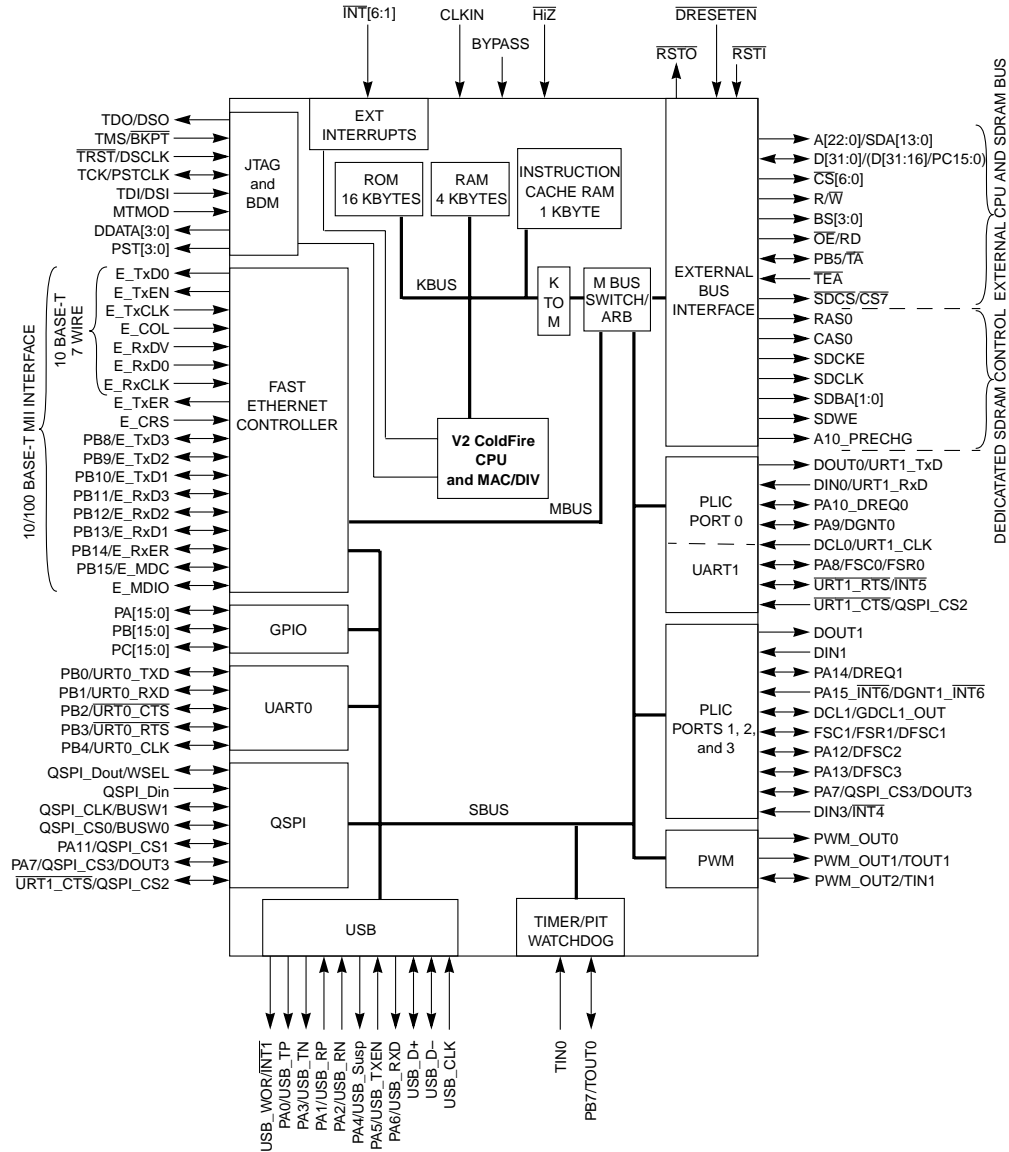 INT[6:1]
CLKIN
BYPASS
HiZ
RSTO
DRESETEN
RSTI
TDO/DSO
TMS/BKPT
TRST/DSCLK
TCK/PSTCLK
TDI/DSI
MTMOD
DDATA[3:0]
PST[3:0]
JTAG
and
BDM
EXT
INTERRUPTS
ROM
16 KBYTES
RAM
4 KBYTES
INSTRUCTION
CACHE RAM
1 KBYTE
KBUS
K
TO
M
M BUS
SWITCH/
ARB
EXTERNAL
BUS
INTERFACE
A[22:0]/SDA[13:0]
D[31:0]/(D[31:16]/PC15:0)
CS[6:0]
R/W
BS[3:0]
OE/RD
PB5/TA
TEA
SDCS/CS7
RAS0
CAS0
SDCKE
SDCLK
SDBA[1:0]
SDWE
A10_PRECHG
EXTERNAL CPU AND SDRAM BUS
DEDICATATED SDRAM CONTROL
10/100 BASE-T MII INTERFACE
10 BASE-T
7 WIRE
E_TxD0
E_TxEN
E_TxCLK
E_COL
E_RxDV
E_RxD0
E_RxCLK
E_TxER
E_CRS
PB8/E_TxD3
PB9/E_TxD2
PB10/E_TxD1
PB11/E_RxD3
PB12/E_RxD2
PB13/E_RxD1
PB14/E_RxER
PB15/E_MDC
E_MDIO
FAST
ETHERNET
CONTROLLER
V2 ColdFire
CPU
and MAC/DIV
MBUS
PLIC
PORT 0
UART1
DOUT0/URT1_TxD
DIN0/URT1_RxD
PA10_DREQ0
PA9/DGNT0
DCL0/URT1_CLK
PA8/FSC0/FSR0
URT1_RTS/INT5
URT1_CTS/QSPI_CS2
PA[15:0]
PB[15:0]
PC[15:0]
GPIO
PB0/URT0_TXD
PB1/URT0_RXD
PB2/URT0_CTS
PB3/URT0_RTS
PB4/URT0_CLK
UART0
PLIC
PORTS 1, 2,
and 3
DOUT1
DIN1
PA14/DREQ1
PA15_INT6/DGNT1_INT6
DCL1/GDCL1_OUT
FSC1/FSR1/DFSC1
PA12/DFSC2
PA13/DFSC3
PA7/QSPI_CS3/DOUT3
DIN3/INT4
QSPI_Dout/WSEL
QSPI_Din
QSPI_CLK/BUSW1
QSPI_CS0/BUSW0
PA11/QSPI_CS1
PA7/QSPI_CS3/DOUT3
URT1_CTS/QSPI_CS2
QSPI
SBUS
PWM
PWM_OUT0
PWM_OUT1/TOUT1
PWM_OUT2/TIN1
USB
TIMER/PIT
WATCHDOG
USB_WOR/INT1
PA0/USB_TP
PA3/USB_TN
PA1/USB_RP
PA2/USB_RN
PA4/USB_Susp
PA5/USB_TXEN
PA6/USB_RXD
USB_D+
USB_D–
USB_CLK
TIN0
PB7/TOUT0